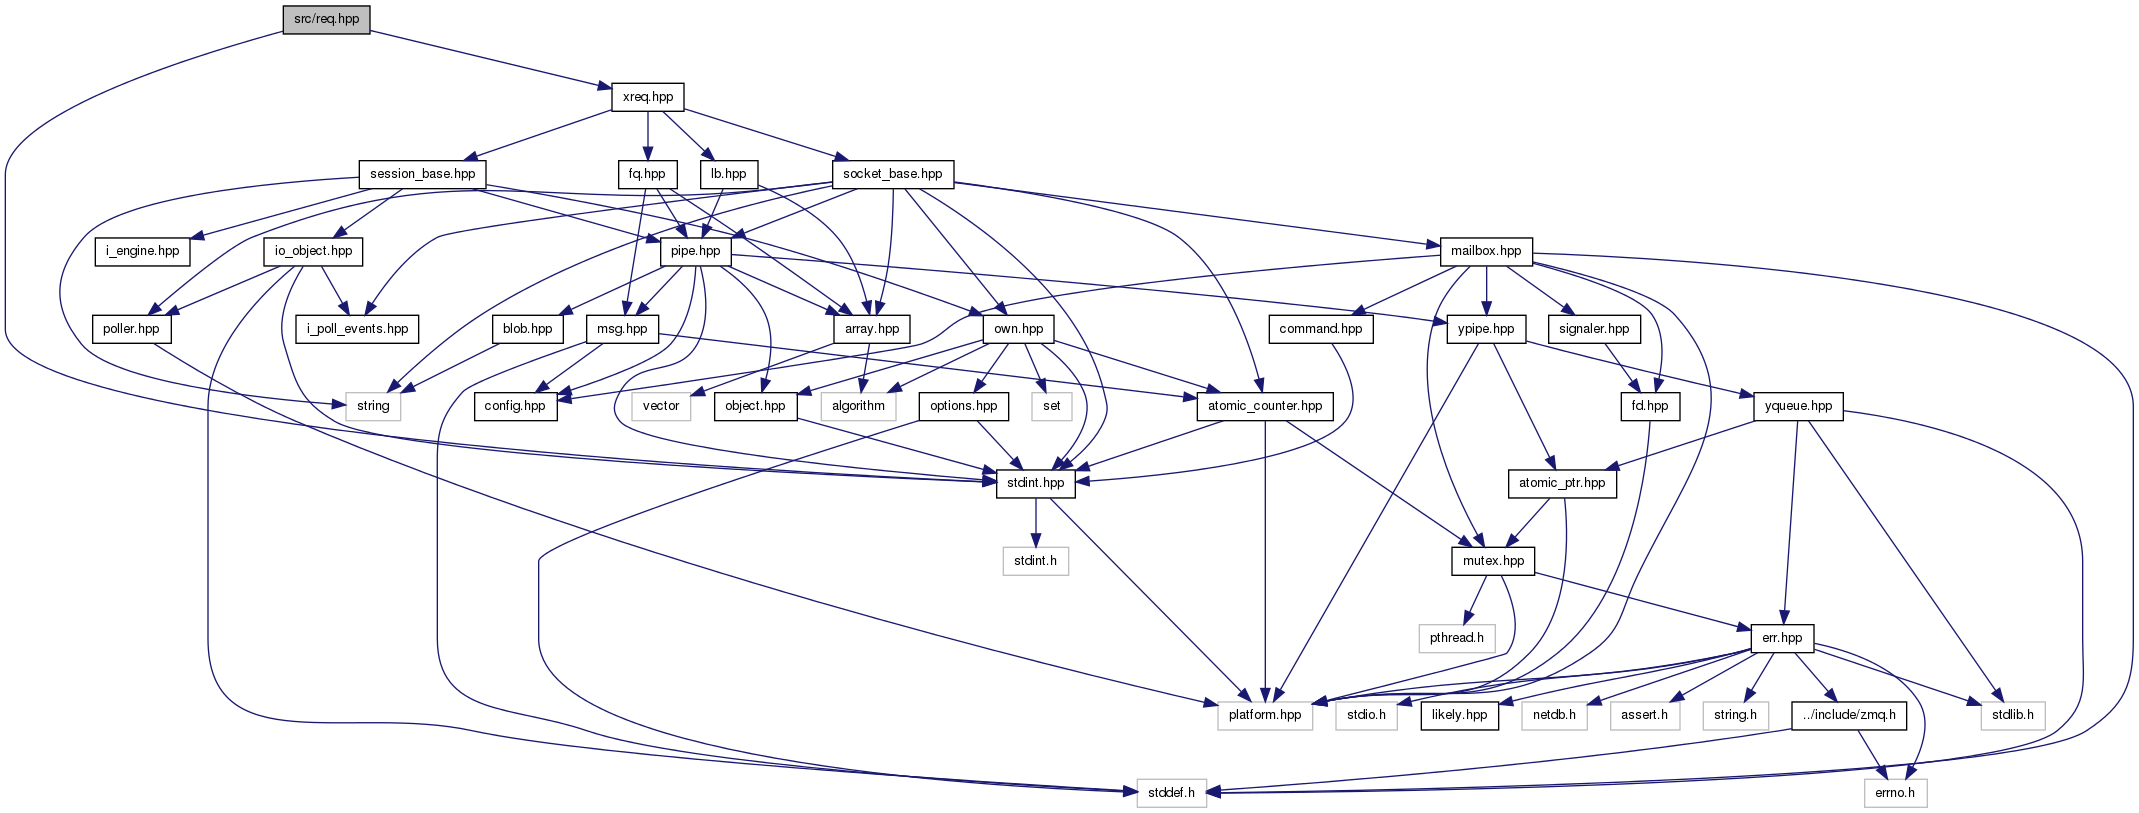 src/req.hpp
xreq.hpp
session_base.hpp
fq.hpp
lb.hpp
socket_base.hpp
i_engine.hpp
io_object.hpp
pipe.hpp
mailbox.hpp
poller.hpp
i_poll_events.hpp
blob.hpp
msg.hpp
array.hpp
own.hpp
command.hpp
ypipe.hpp
signaler.hpp
string
config.hpp
vector
object.hpp
algorithm
options.hpp
set
atomic_counter.hpp
fd.hpp
yqueue.hpp
stdint.hpp
atomic_ptr.hpp
stdint.h
mutex.hpp
pthread.h
err.hpp
platform.hpp
stdio.h
likely.hpp
netdb.h
assert.h
string.h
../include/zmq.h
stdlib.h
stddef.h
errno.h